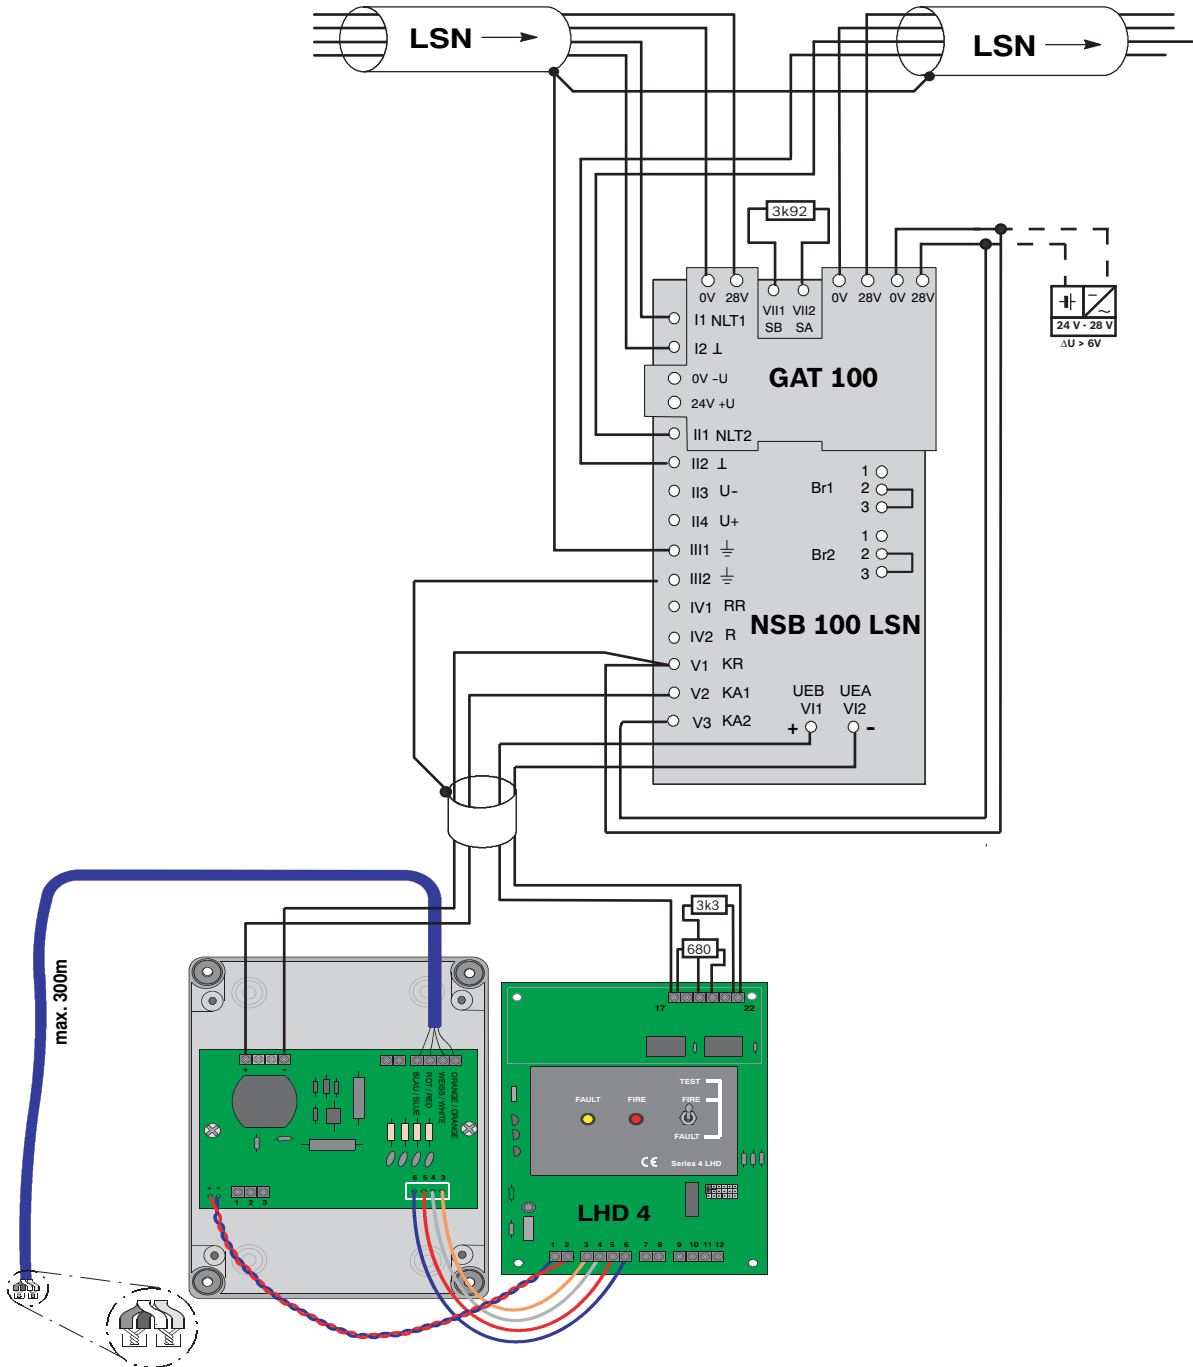 LSN
LSN
3k92
0V 28V
VII1 VII2
SB SA
0V 28V 0V 28V
24 V - 28 V
ΔU > 6V
I1 NLT1
I2 ⊥
GAT 100
0V -U
24V +U
II1 NLT2
II2 ⊥
II3 U-
II4 U+
III1
III2
IV1 RR
IV2 R
V1 KR
V2 KA1
V3 KA2
Br1
1
2
3
Br2
1
2
3
NSB 100 LSN
UEB UEA
VI1 VI2
+ -
max. 300m
3k3
680
17 22
+ -
BLAU / BLUE
ROT / RED
WEISS / WHITE
ORANGE / ORANGE
TEST
FAULT FIRE FIRE
FAULT
CE Series 4 LHD
+ -
1 2 3
6 5 4 3
LHD 4
1 2 3 4 5 6 7 8 9 10 11 12